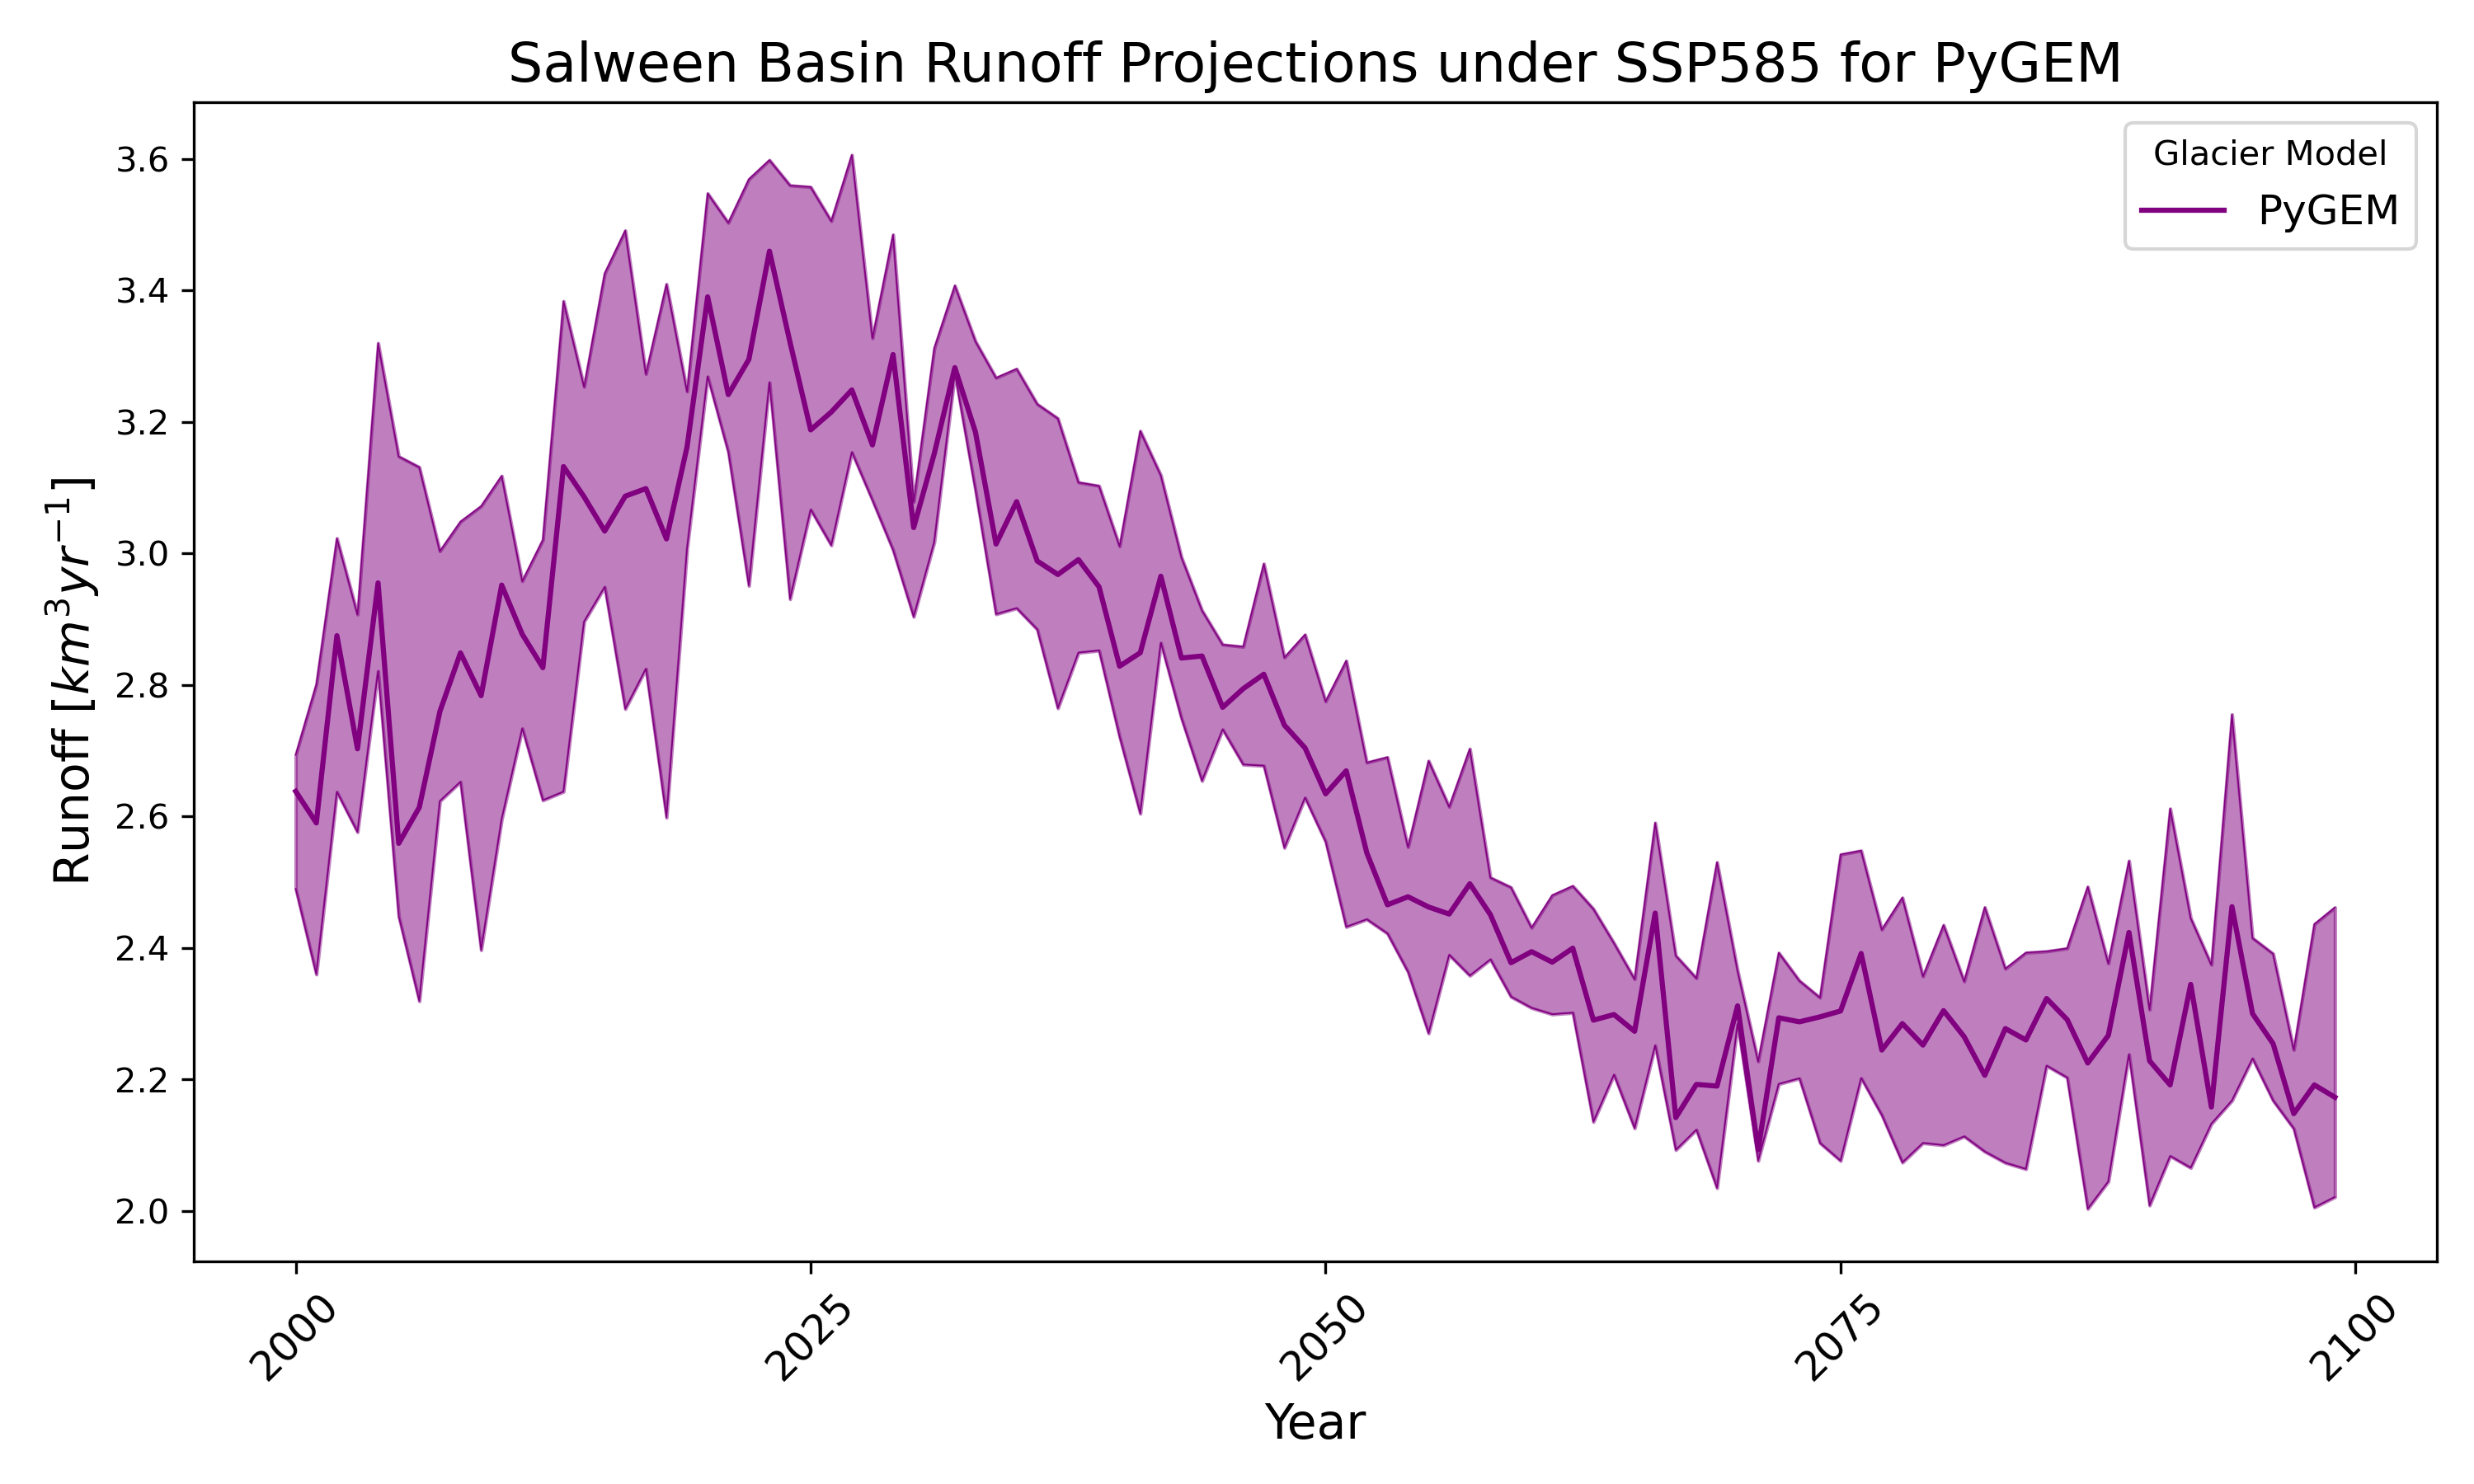 Salween Basin Runoff Projections under SSP585 for PyGEM
Glacier Model
PyGEM
Runoff [km³yr⁻¹]
3.6
3.4
3.2
3.0
2.8
2.6
2.4
2.2
2.0
2000
2025
2050
2075
2100
Year